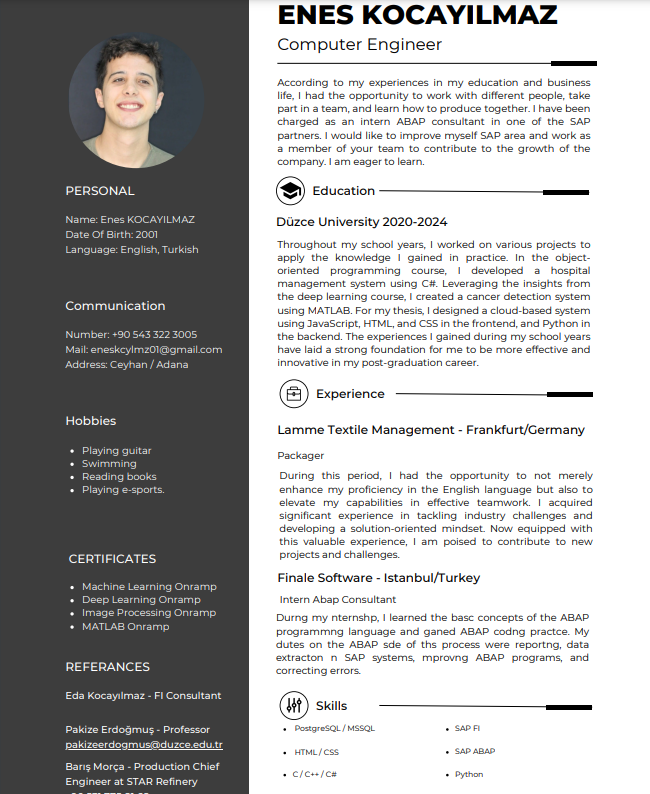 ENES KOCAYILMAZ
Computer Engineer
According to my experiences in my education and business
life, I had the opportunity to work with different people, take
part in a team, and learn how to produce together. I have been
charged as an intern ABAP consultant in one of the SAP
partners. I would like to improve myself SAP area and work as
a member of your team to contribute to the growth of the
company. I am eager to learn.
PERSONAL
Name: Enes KOCAYILMAZ
Date Of Birth: 2001
Language: English, Turkish
Communication
Number: +90 543 322 3005
Mail: eneskcylmz01@gmail.com
Address: Ceyhan / Adana
Hobbies
Playing guitar
Swimming
Reading books
Playing e-sports.
CERTIFICATES
Machine Learning Onramp
Deep Learning Onramp
Image Processing Onramp
MATLAB Onramp
REFERANCES
Eda Kocayılmaz - FI Consultant
Pakize Erdoğmuş - Professor
pakizeerdogmus@duzce.edu.tr
Barış Morça - Production Chief
Engineer at STAR Refinery
Education
Düzce University 2020-2024
Throughout my school years, I worked on various projects to
apply the knowledge I gained in practice. In the object-
oriented programming course, I developed a hospital
management system using C#. Leveraging the insights from
the deep learning course, I created a cancer detection system
using MATLAB. For my thesis, I designed a cloud-based system
using JavaScript, HTML, and CSS in the frontend, and Python in
the backend. The experiences I gained during my school years
have laid a strong foundation for me to be more effective and
innovative in my post-graduation career.
Experience
Lamme Textile Management - Frankfurt/Germany
Packager
During this period, I had the opportunity to not merely
enhance my proficiency in the English language but also to
elevate my capabilities in effective teamwork. I acquired
significant experience in tackling industry challenges and
developing a solution-oriented mindset. Now equipped with
this valuable experience, I am poised to contribute to new
projects and challenges.
Finale Software - Istanbul/Turkey
Intern Abap Consultant
Durng my nternshp, I learned the basc concepts of the ABAP
programmng language and ganed ABAP codng practce. My
dutes on the ABAP sde of ths process were reportng, data
extracton n SAP systems, mprovng ABAP programs, and
correcting errors.
Skills
PostgreSQL / MSSQL
HTML / CSS
C / C++ / C#
SAP FI
SAP ABAP
Python